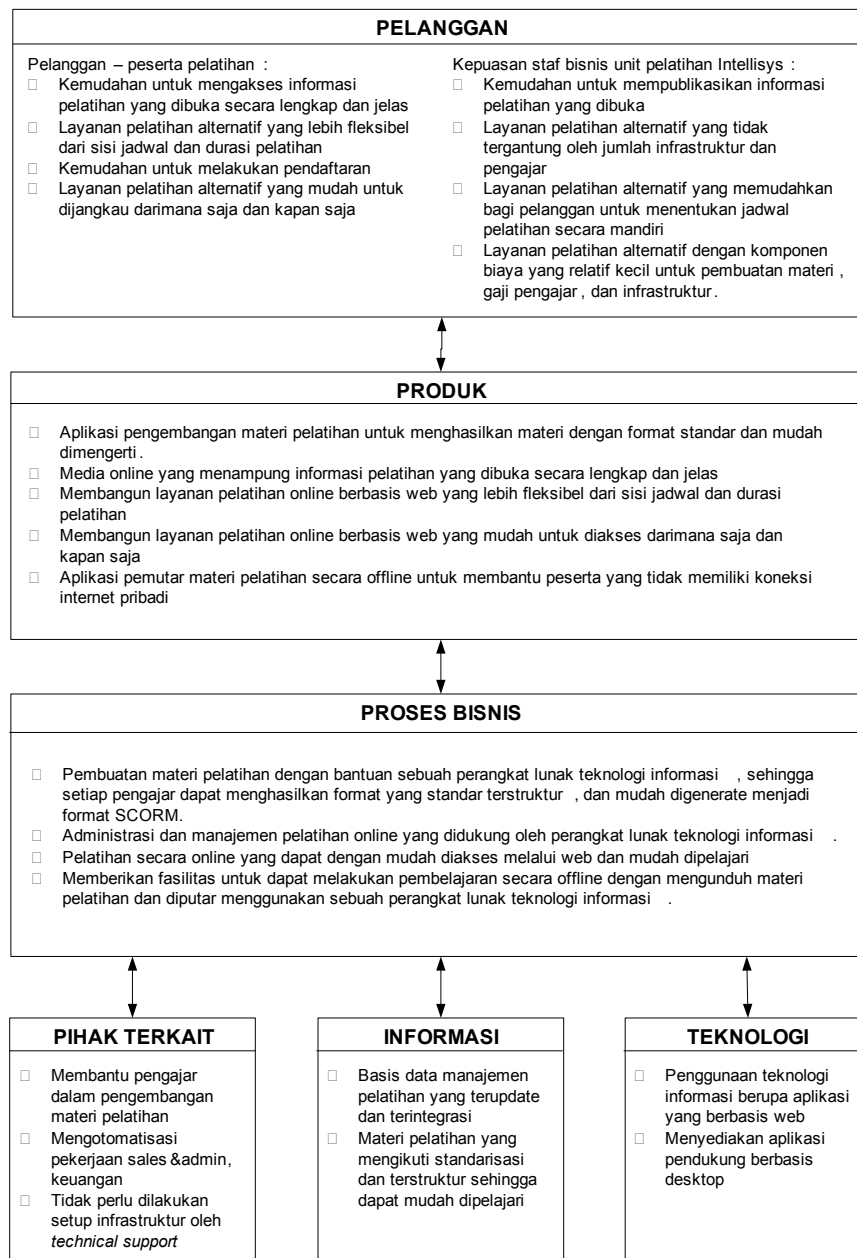 PELANGGAN
Pelanggan – peserta pelatihan :
□ Kemudahan untuk mengakses informasi
pelatihan yang dibuka secara lengkap dan jelas
□ Layanan pelatihan alternatif yang lebih fleksibel
dari sisi jadwal dan durasi pelatihan
□ Kemudahan untuk melakukan pendaftaran
□ Layanan pelatihan alternatif yang mudah untuk
dijangkau darimana saja dan kapan saja
Kepuasan staf bisnis unit pelatihan Intellisys :
□ Kemudahan untuk mempublikasikan informasi
pelatihan yang dibuka
□ Layanan pelatihan alternatif yang tidak
tergantung oleh jumlah infrastruktur dan
pengajar
□ Layanan pelatihan alternatif yang memudahkan
bagi pelanggan untuk menentukan jadwal
pelatihan secara mandiri
□ Layanan pelatihan alternatif dengan komponen
biaya yang relatif kecil untuk pembuatan materi ,
gaji pengajar , dan infrastruktur .
PRODUK
□ Aplikasi pengembangan materi pelatihan untuk menghasilkan materi dengan format standar dan mudah
dimengerti .
□ Media online yang menampung informasi pelatihan yang dibuka secara lengkap dan jelas
□ Membangun layanan pelatihan online berbasis web yang lebih fleksibel dari sisi jadwal dan durasi
pelatihan
□ Membangun layanan pelatihan online berbasis web yang mudah untuk diakses darimana saja dan
kapan saja
□ Aplikasi pemutar materi pelatihan secara offline untuk membantu peserta yang tidak memiliki koneksi
internet pribadi
PROSES BISNIS
□ Pembuatan materi pelatihan dengan bantuan sebuah perangkat lunak teknologi informasi , sehingga
setiap pengajar dapat menghasilkan format yang standar terstruktur , dan mudah digenerate menjadi
format SCORM.
□ Administrasi dan manajemen pelatihan online yang didukung oleh perangkat lunak teknologi informasi .
□ Pelatihan secara online yang dapat dengan mudah diakses melalui web dan mudah dipelajari
□ Memberikan fasilitas untuk dapat melakukan pembelajaran secara offline dengan mengunduh materi
pelatihan dan diputar menggunakan sebuah perangkat lunak teknologi informasi .
PIHAK TERKAIT
□ Membantu pengajar
dalam pengembangan
materi pelatihan
□ Mengotomatisasi
pekerjaan sales &admin,
keuangan
□ Tidak perlu dilakukan
setup infrastruktur oleh
technical support
INFORMASI
□ Basis data manajemen
pelatihan yang terupdate
dan terintegrasi
□ Materi pelatihan yang
mengikuti standarisasi
dan terstruktur sehingga
dapat mudah dipelajari
TEKNOLOGI
□ Penggunaan teknologi
informasi berupa aplikasi
yang berbasis web
□ Menyediakan aplikasi
pendukung berbasis
desktop